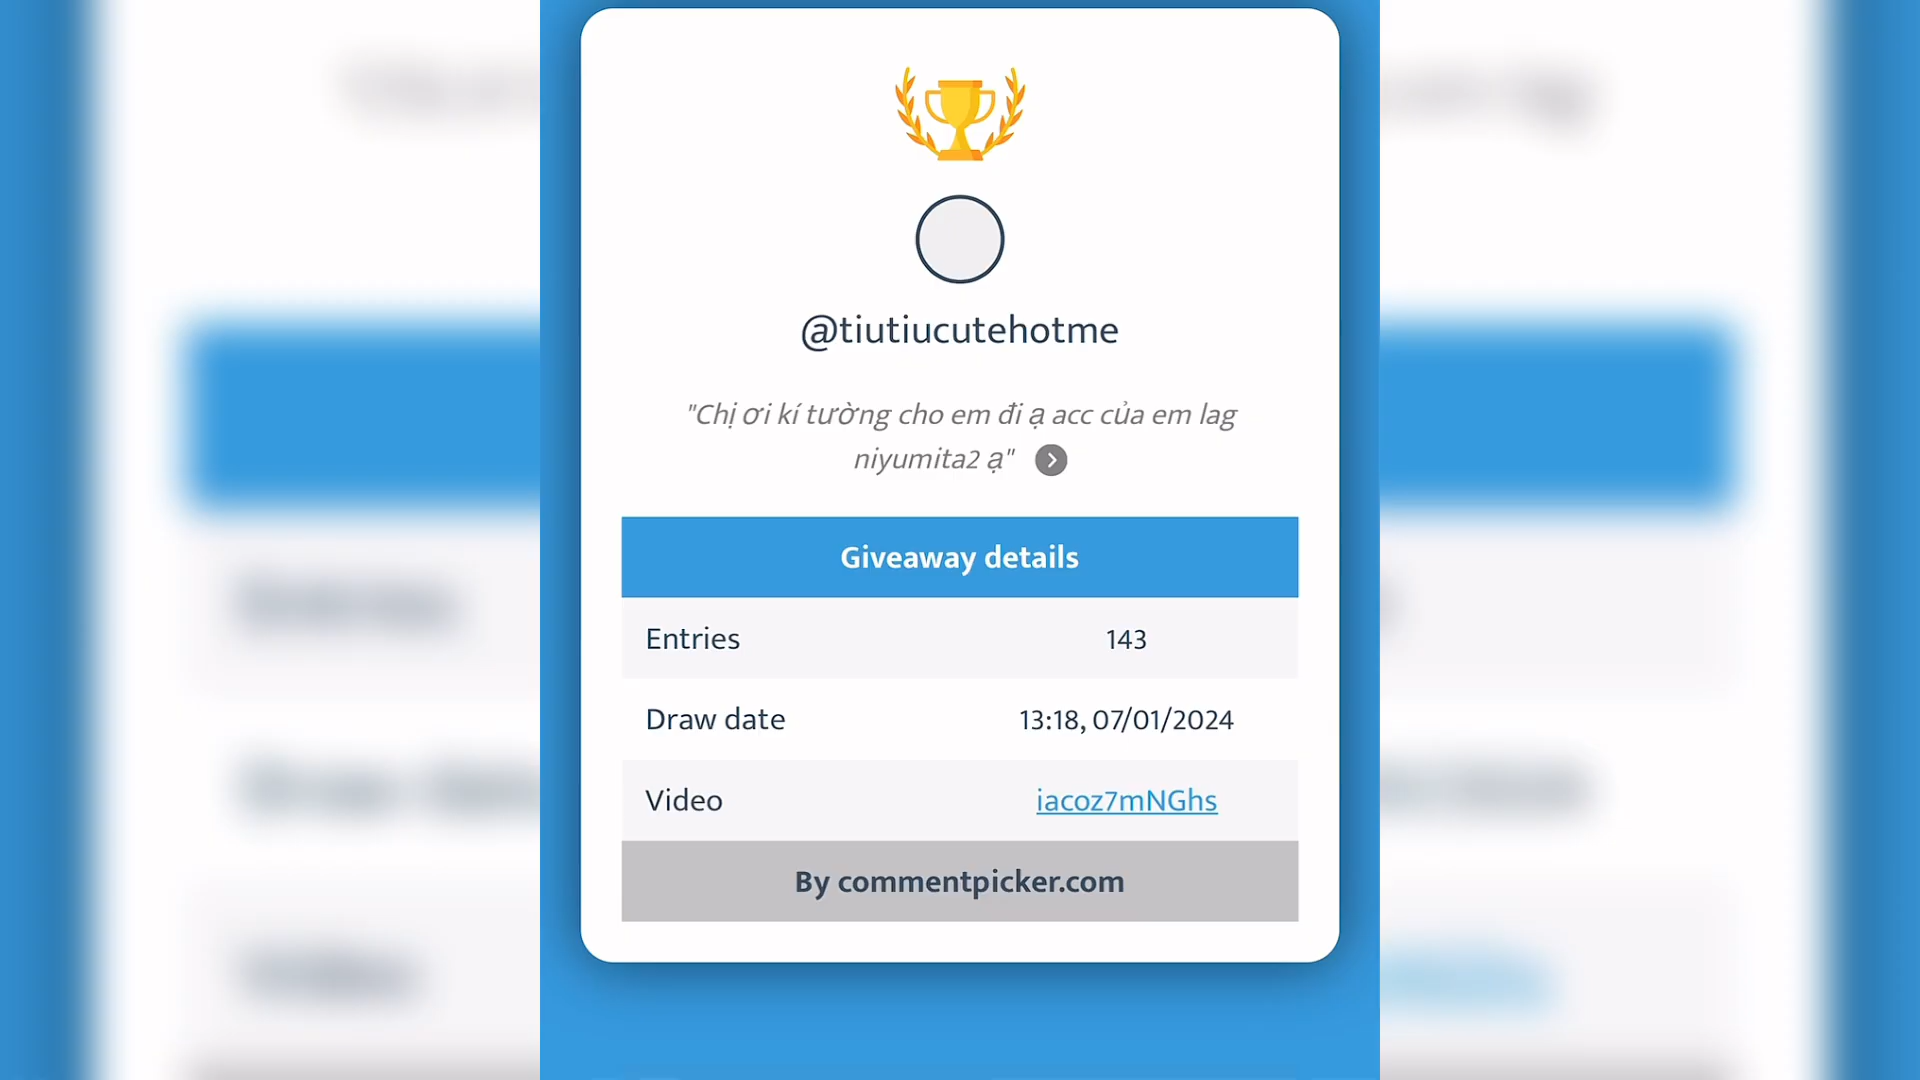 @tiutiucutehotme
"Chị ơi kí tường cho em đi ạ acc của em lag
niyumita2 ạ"
Giveaway details
Entries 143
Draw date 13:18, 07/01/2024
Video iacoz7mNGhs
By commentpicker.com